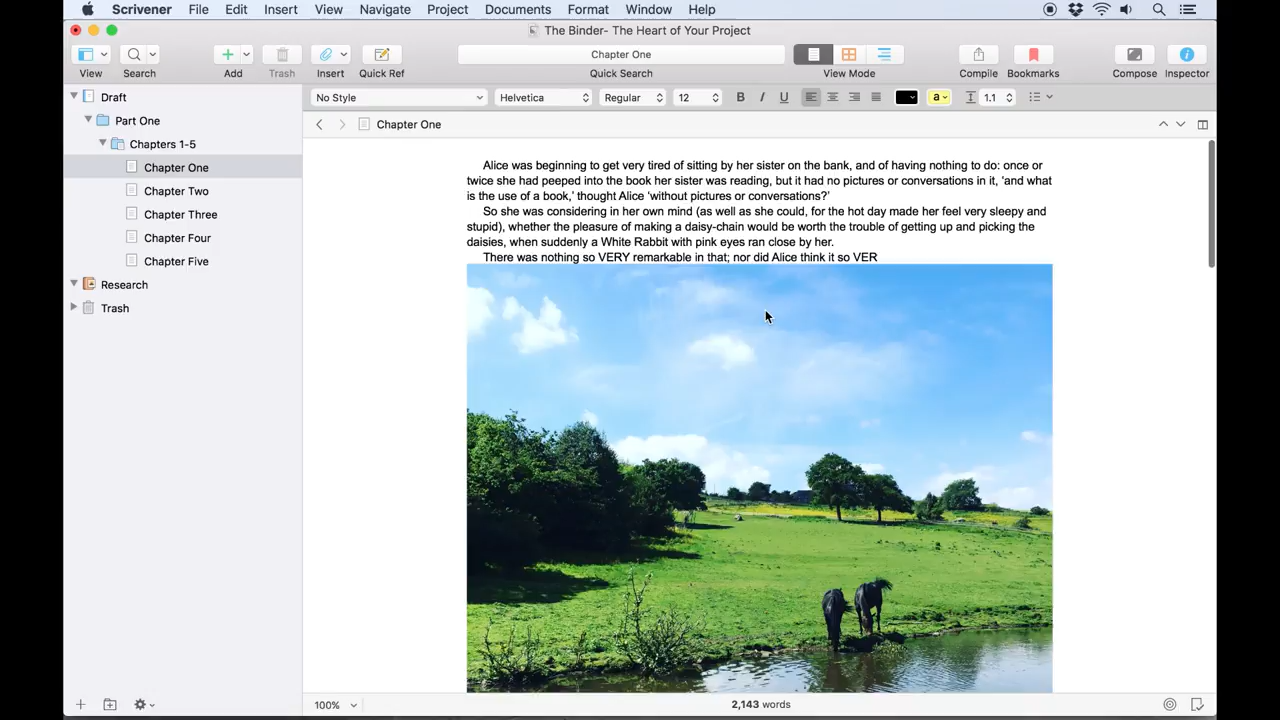 Scrivener File Edit Insert View Navigate Project Documents Format Window Help
The Binder- The Heart of Your Project
Chapter One
View Search Add Trash Insert Quick Ref Quick Search View Mode Compile Bookmarks Compose Inspector
No Style Helvetica Regular 12 B I U a 1.1
Draft
Part One
Chapters 1-5
Chapter One
Chapter Two
Chapter Three
Chapter Four
Chapter Five
Research
Trash
Chapter One
Alice was beginning to get very tired of sitting by her sister on the bank, and of having nothing to do: once or
twice she had peeped into the book her sister was reading, but it had no pictures or conversations in it, ‘and what
is the use of a book,’ thought Alice ‘without pictures or conversations?’
So she was considering in her own mind (as well as she could, for the hot day made her feel very sleepy and
stupid), whether the pleasure of making a daisy-chain would be worth the trouble of getting up and picking the
daisies, when suddenly a White Rabbit with pink eyes ran close by her.
There was nothing so VERY remarkable in that; nor did Alice think it so VER
100%
2,143 words